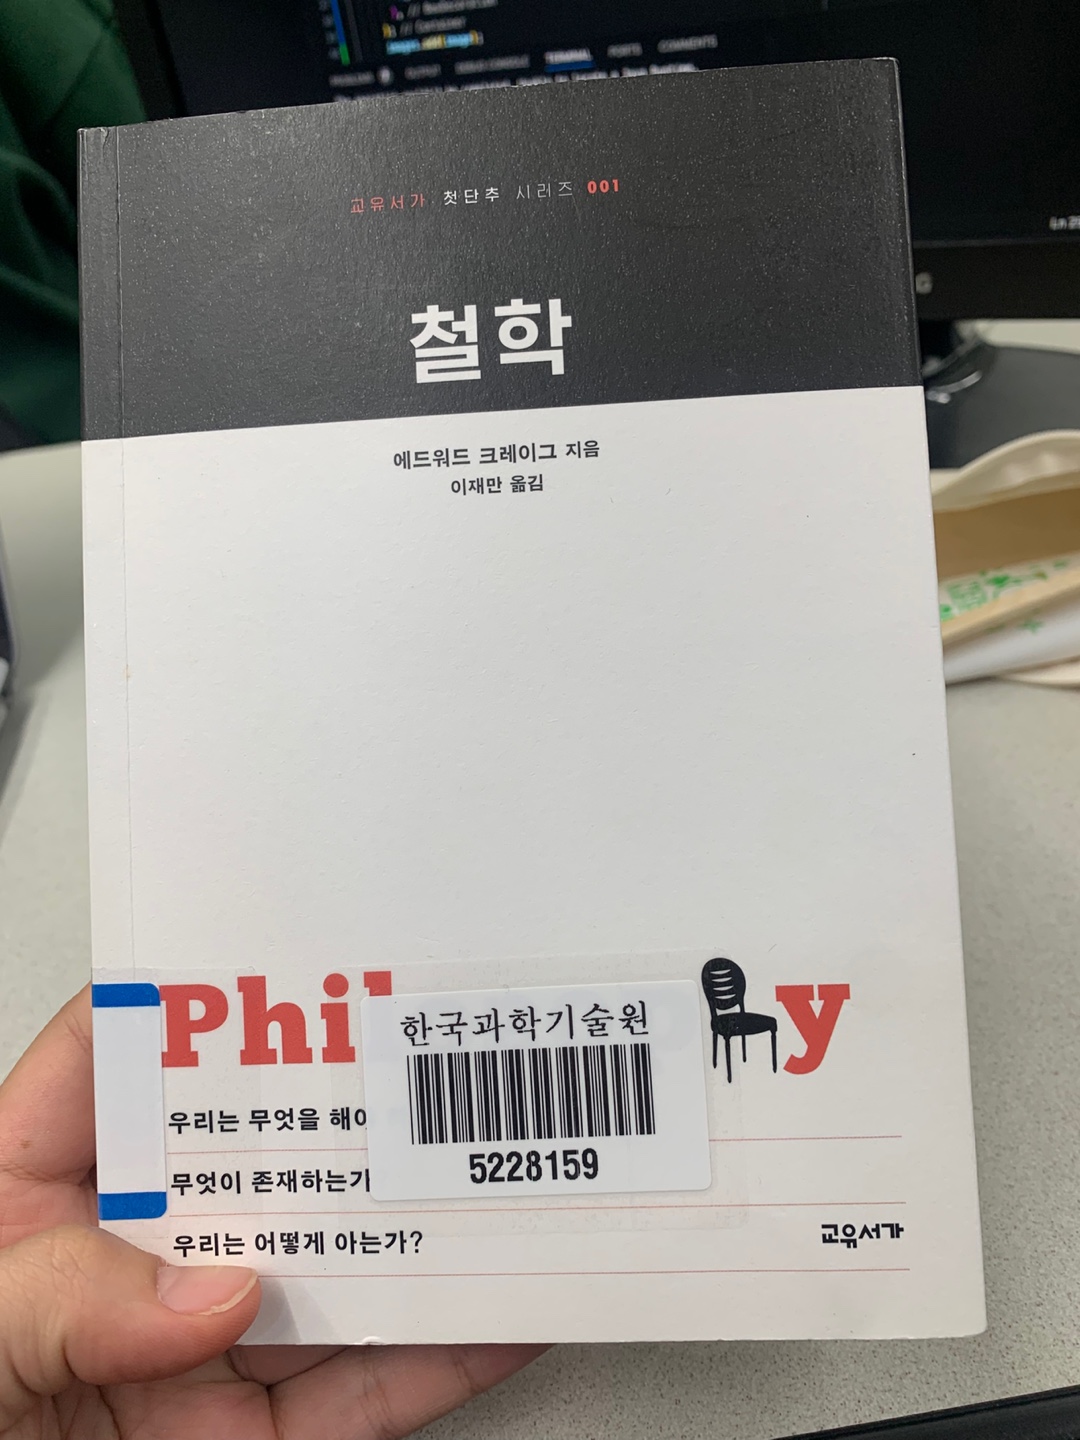 TERMINAL
PORTS
COMMENTS
교유서가 첫단추 시리즈 001
철학
에드워드 크레이그 지음
이재만 옮김
Phil
y
한국과학기술원
5228159
우리는 무엇을
무엇이 존재하는가
우리는 어떻게 아는가?
교유서가